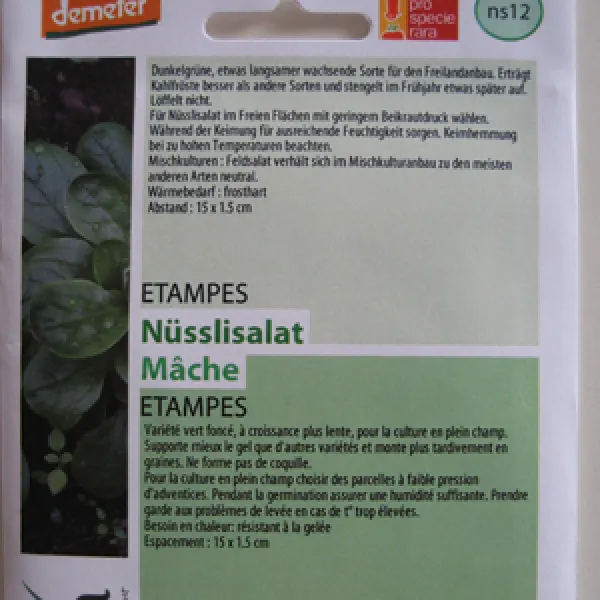 demeter
pro
specie
rara
ns12
Dunkelgrüne, etwas langsamer wachsende Sorte für den Freilandanbau. Erträgt
Kahlfröste besser als andere Sorten und stengelt im Frühjahr etwas später auf.
Löffelt nicht.
Für Nüsslisalat im Freien Flächen mit geringem Beikrautdruck wählen.
Während der Keimung für ausreichende Feuchtigkeit sorgen. Keimhemmung
bei zu hohen Temperaturen beachten.
Mischkulturen : Feldsalat verhält sich im Mischkulturanbau zu den meisten
anderen Arten neutral.
Wärmebedarf : frosthart
Abstand : 15 x 1.5 cm
ETAMPES
Nüsslisalat
Mâche
ETAMPES
Variété vert foncé, à croissance plus lente, pour la culture en plein champ.
Supporte mieux le gel que d'autres variétés et monte plus tardivement en
graines. Ne forme pas de coquille.
Pour la culture en plein champ choisir des parcelles à faible pression
d'adventices. Pendant la germination assurer une humidité suffisante. Prendre
garde aux problèmes de levée en cas de t° trop élevées.
Besoin en chaleur: résistant à la gelée
Espacement : 15 x 1.5 cm